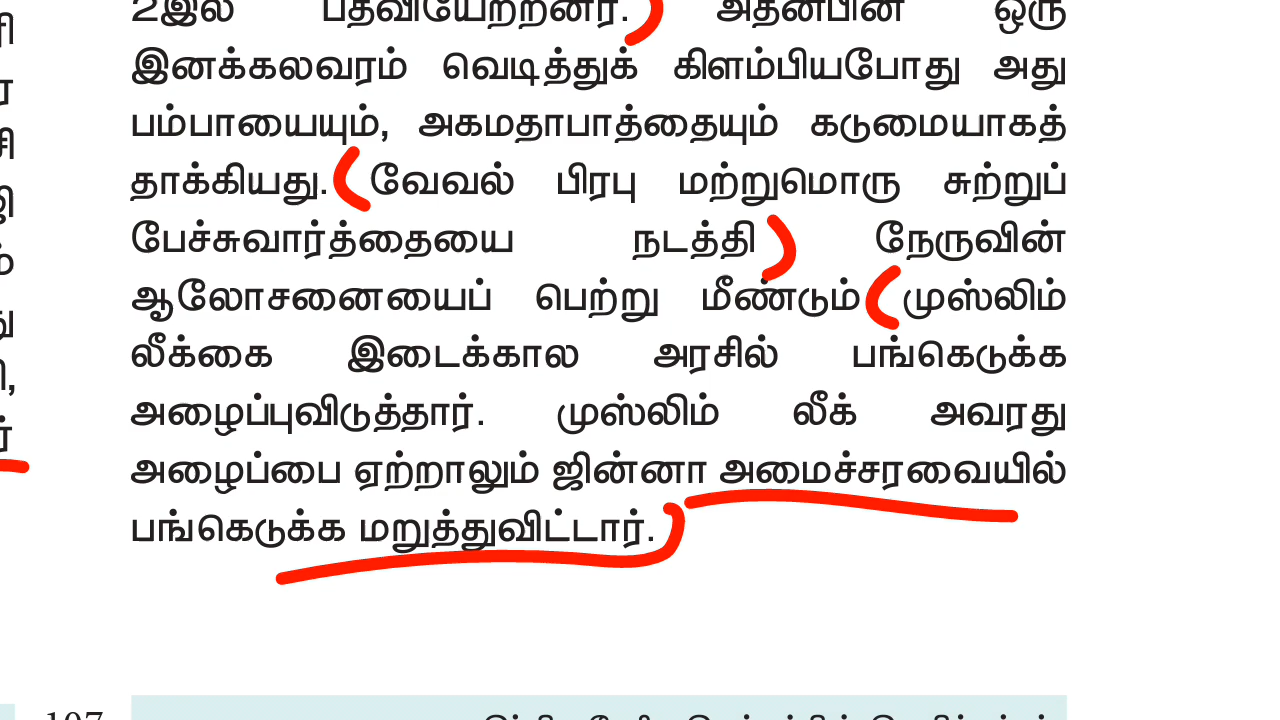 2இல் பதவியேற்றனர். அதன்பின் ஒரு
இனக்கலவரம் வெடித்துக் கிளம்பியபோது அது
பம்பாயையும், அகமதாபாத்தையும் கடுமையாகத்
தாக்கியது. வேவல் பிரபு மற்றுமொரு சுற்றுப்
பேச்சுவார்த்தையை நடத்தி நேருவின்
ஆலோசனையைப் பெற்று மீண்டும் முஸ்லிம்
லீக்கை இடைக்கால அரசில் பங்கெடுக்க
அழைப்புவிடுத்தார். முஸ்லிம் லீக் அவரது
அழைப்பை ஏற்றாலும் ஜின்னா அமைச்சரவையில்
பங்கெடுக்க மறுத்துவிட்டார்.
107